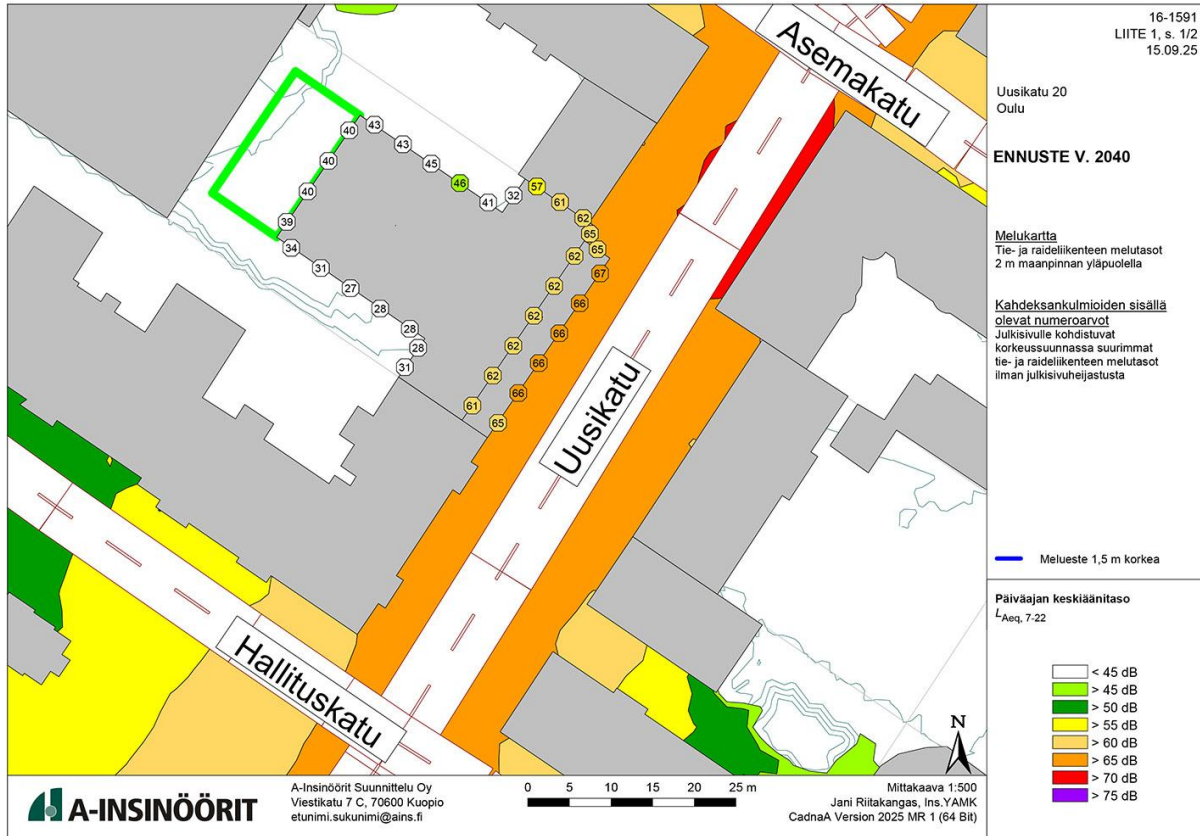 16-1591
LIITE 1, s. 1/2
15.09.25
Uusikatu 20
Oulu
ENNUSTE V. 2040
Melukartta
Tie- ja raideliikenteen melutasot
2 m maanpinnan yläpuolella
Kahdeksankulmioiden sisällä
olevat numeroarvot
Julkisivulle kohdistuvat
korkeussuunnassa suurimmat
tie- ja raideliikenteen melutasot
ilman julkisivuheijastusta
Melueste 1,5 m korkea
Päiväajan keskiäänitaso
LAeq, 7-22
< 45 dB
> 45 dB
> 50 dB
> 55 dB
> 60 dB
> 65 dB
> 70 dB
> 75 dB
Asemakatu
Uusikatu
Hallituskatu
40
43
43
45
46
41
32
57
61
62
65
65
67
40
40
39
34
31
27
28
28
28
31
62
62
62
62
62
61
66
66
66
66
65
N
A-INSINÖÖRIT
A-Insinöörit Suunnittelu Oy
Viestikatu 7 C, 70600 Kuopio
etunimi.sukunimi@ains.fi
0 5 10 15 20 25 m
Mittakaava 1:500
Jani Riitakangas, Ins.YAMK
CadnaA Version 2025 MR 1 (64 Bit)